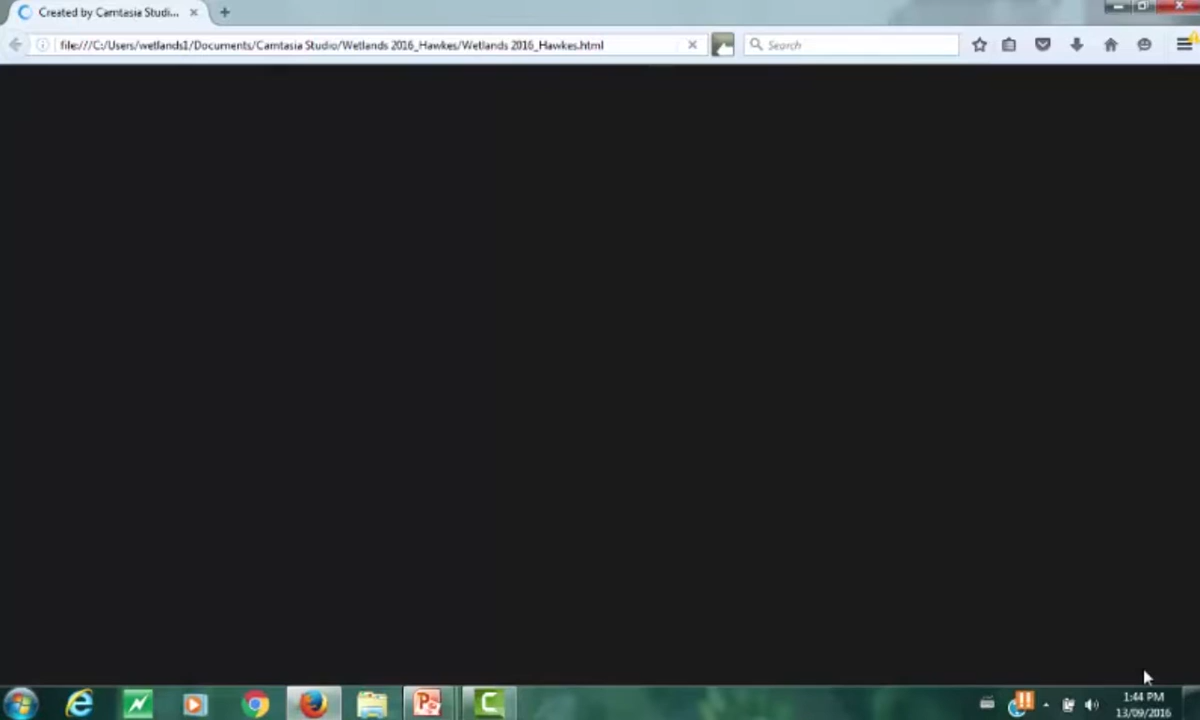 Created by Camtasia Studi...
file:///C:/Users/wetlands1/Documents/Camtasia Studio/Wetlands 2016_Hawkes/Wetlands 2016_Hawkes.html
Search
1:44 PM
13/09/2016